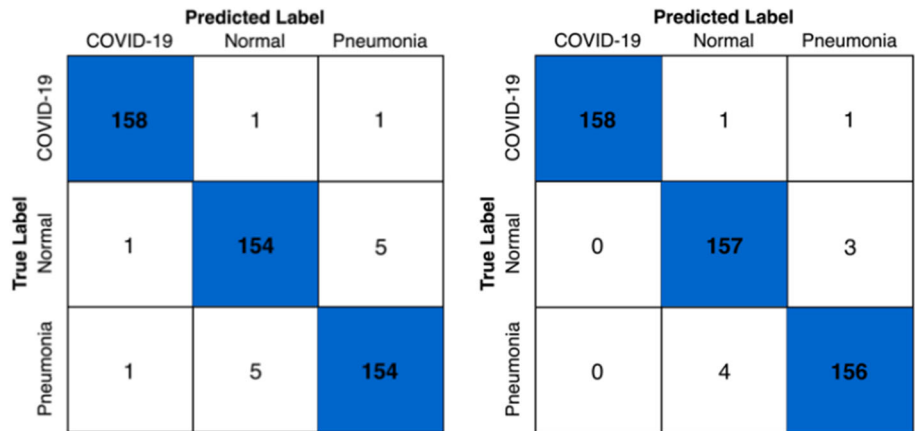 Predicted Label
COVID-19 Normal Pneumonia
True Label
COVID-19 158 1 1
Normal 1 154 5
Pneumonia 1 5 154
Predicted Label
COVID-19 Normal Pneumonia
True Label
COVID-19 158 1 1
Normal 0 157 3
Pneumonia 0 4 156